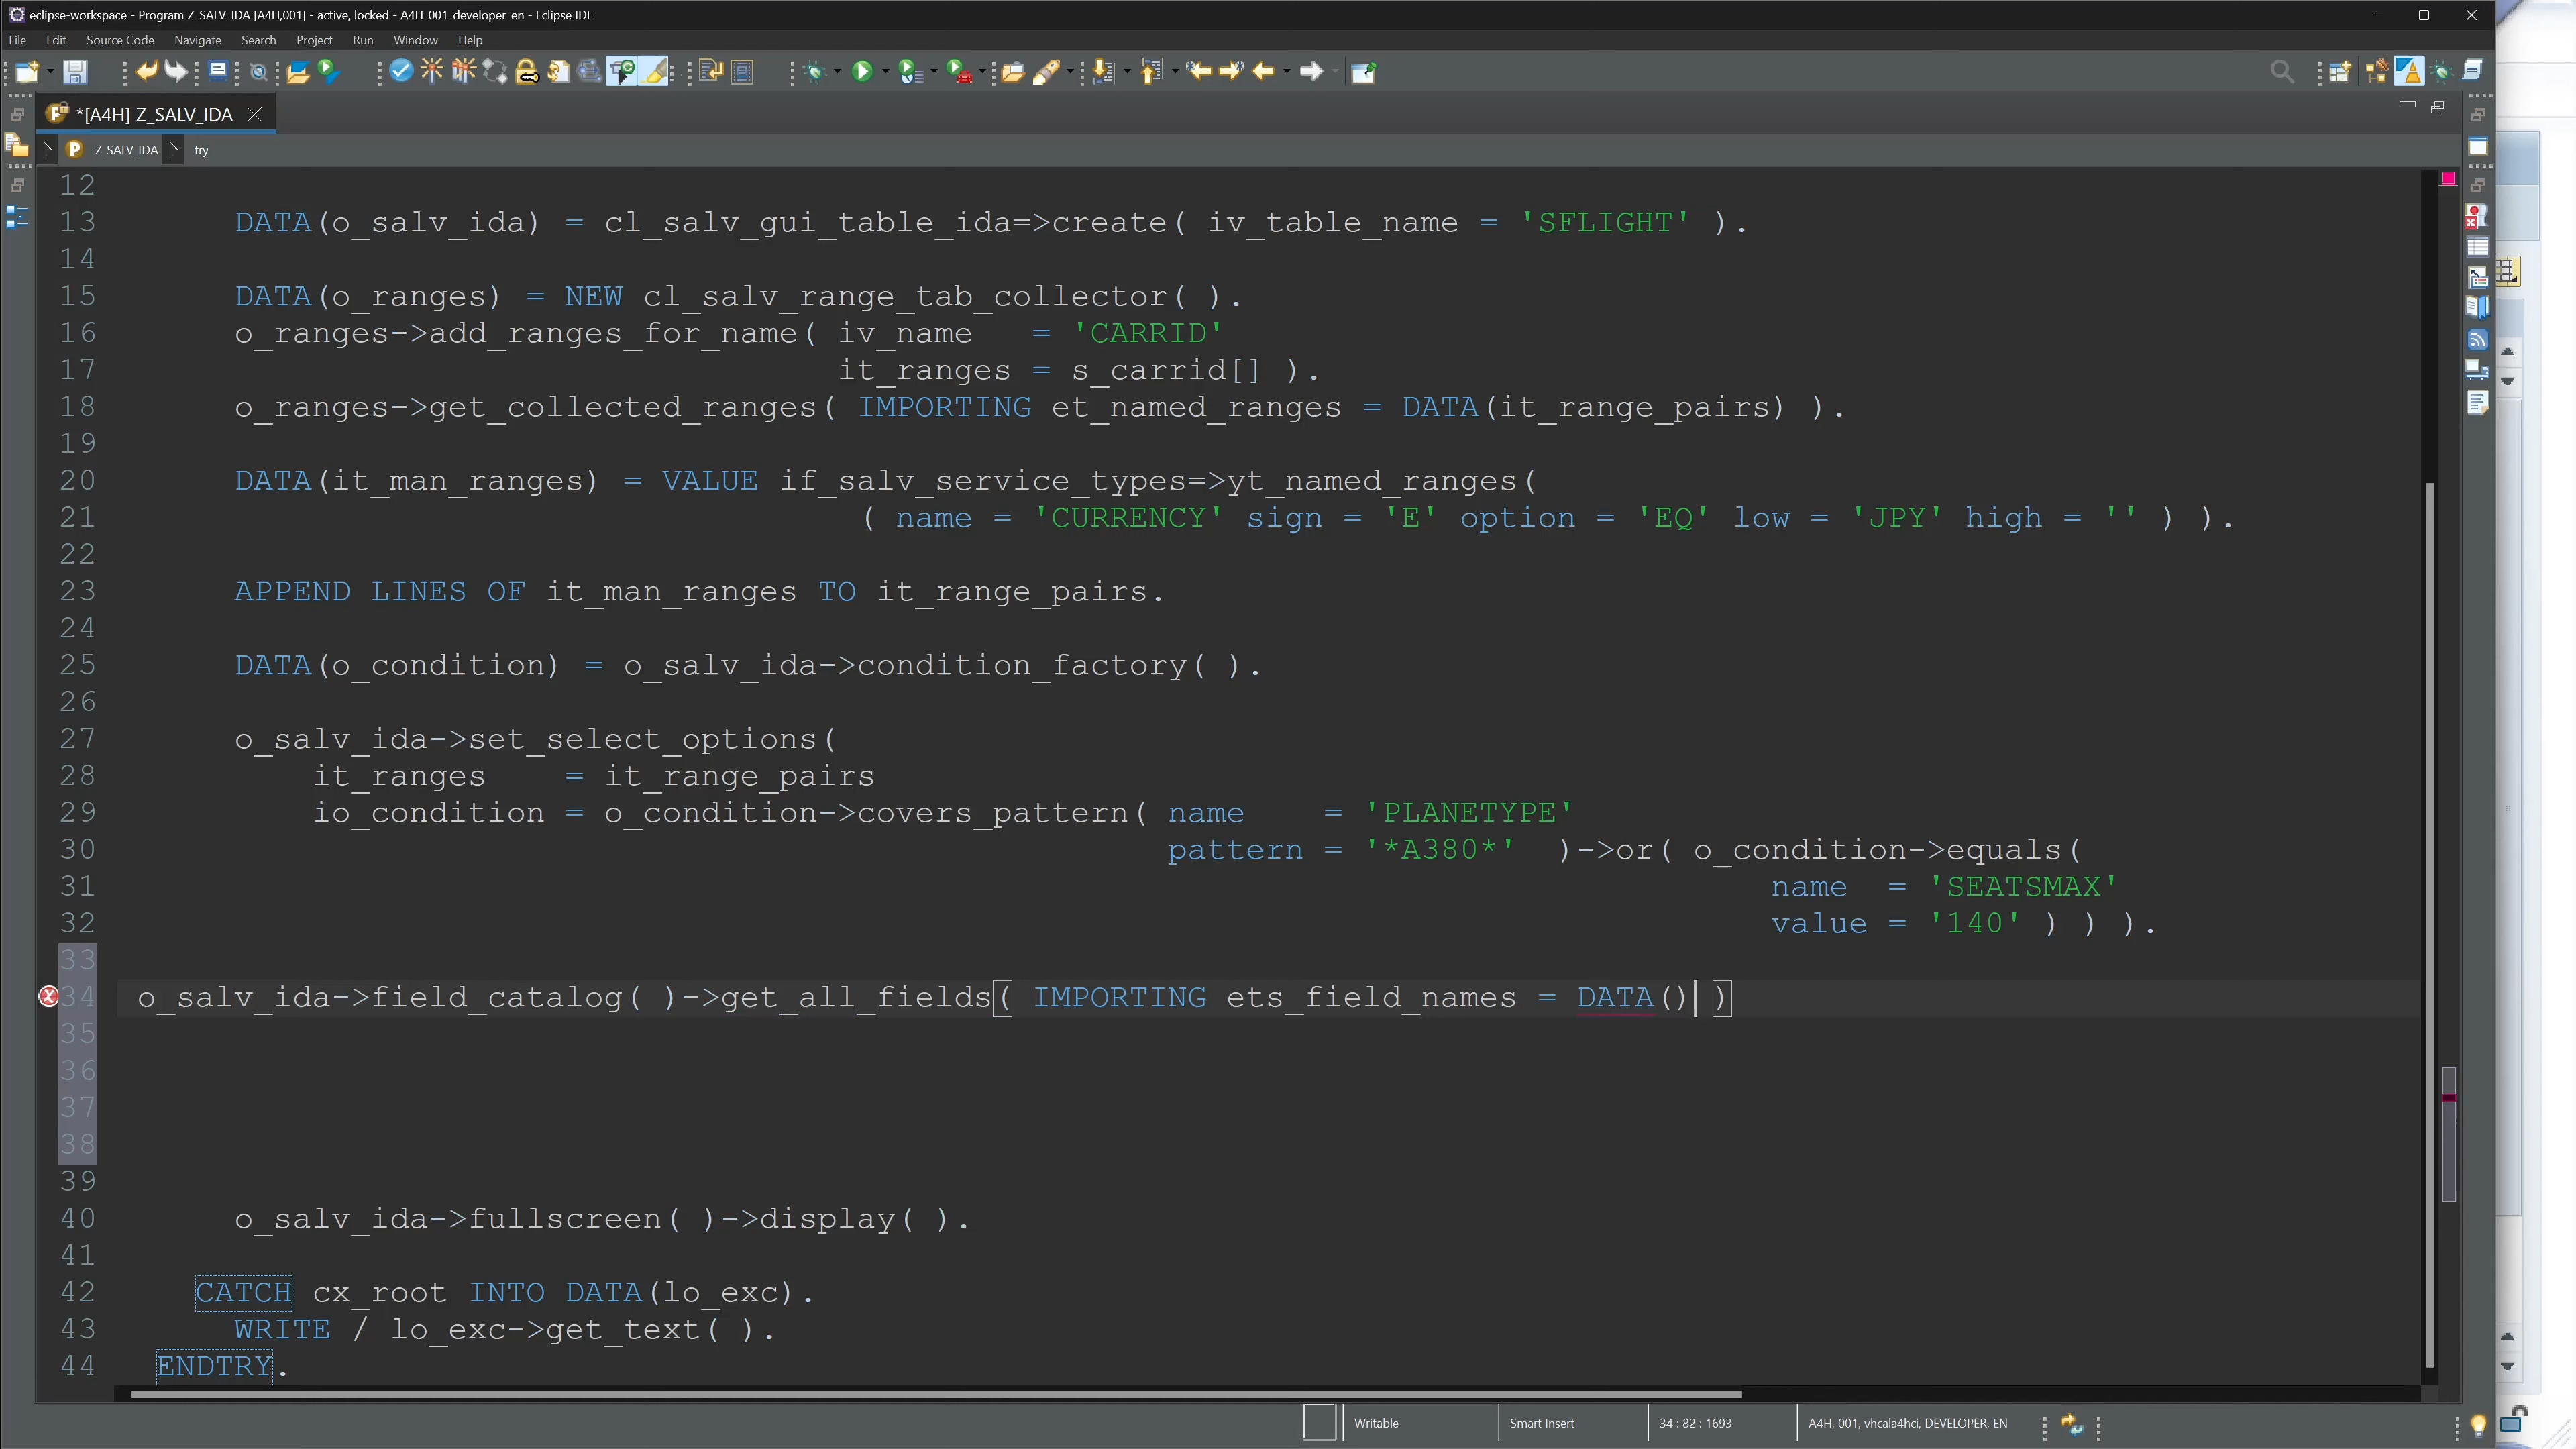 eclipse-workspace - Program Z_SALV_IDA [A4H,001] - active, locked - A4H_001_developer_en - Eclipse IDE
File Edit Source Code Navigate Search Project Run Window Help
*[A4H] Z_SALV_IDA
Z_SALV_IDA try
12
13 DATA(o_salv_ida) = cl_salv_gui_table_ida=>create( iv_table_name = 'SFLIGHT' ).
14
15 DATA(o_ranges) = NEW cl_salv_range_tab_collector( ).
16 o_ranges->add_ranges_for_name( iv_name   = 'CARRID'
17 it_ranges = s_carrid[] ).
18 o_ranges->get_collected_ranges( IMPORTING et_named_ranges = DATA(it_range_pairs) ).
19
20 DATA(it_man_ranges) = VALUE if_salv_service_types=>yt_named_ranges(
21 ( name = 'CURRENCY' sign = 'E' option = 'EQ' low = 'JPY' high = '' ) ).
22
23 APPEND LINES OF it_man_ranges TO it_range_pairs.
24
25 DATA(o_condition) = o_salv_ida->condition_factory( ).
26
27 o_salv_ida->set_select_options(
28 it_ranges    = it_range_pairs
29 io_condition = o_condition->covers_pattern( name    = 'PLANETYPE'
30 pattern = '*A380*'  )->or( o_condition->equals(
31 name  = 'SEATSMAX'
32 value = '140' ) ) ).
33
34 o_salv_ida->field_catalog( )->get_all_fields( IMPORTING ets_field_names = DATA() )
35
36
37
38
39
40 o_salv_ida->fullscreen( )->display( ).
41
42 CATCH cx_root INTO DATA(lo_exc).
43 WRITE / lo_exc->get_text( ).
44 ENDTRY.
Writable Smart Insert 34 : 82 : 1693 A4H, 001, vhcala4hci, DEVELOPER, EN